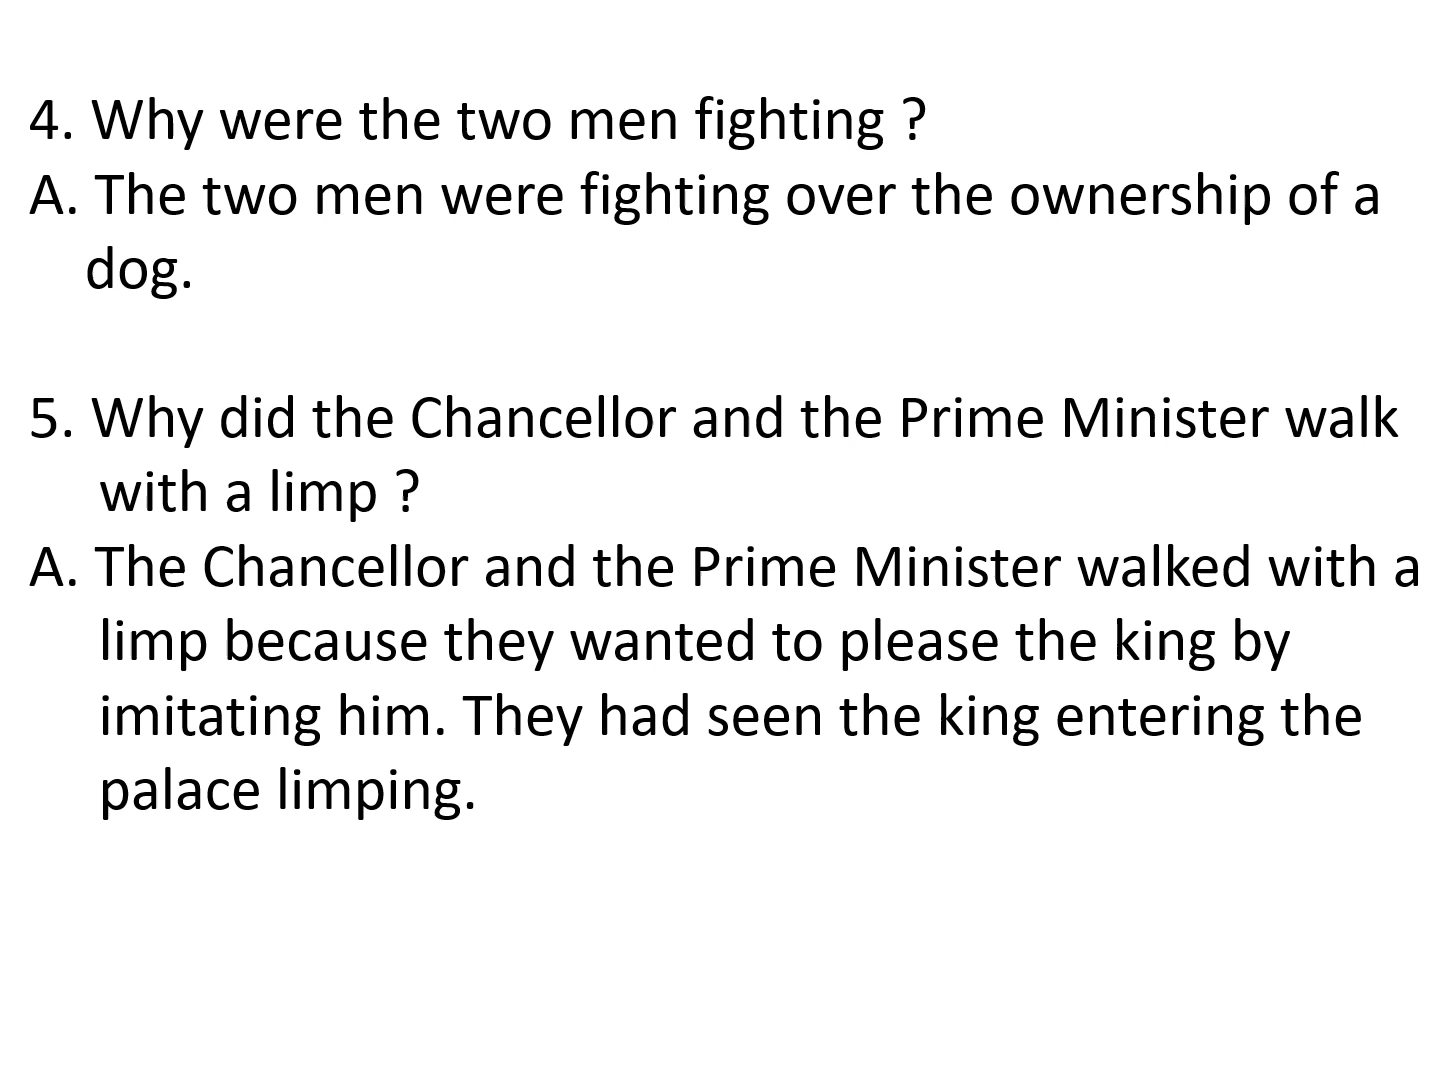 4. Why were the two men fighting ?
A. The two men were fighting over the ownership of a
dog.
5. Why did the Chancellor and the Prime Minister walk
with a limp ?
A. The Chancellor and the Prime Minister walked with a
limp because they wanted to please the king by
imitating him. They had seen the king entering the
palace limping.